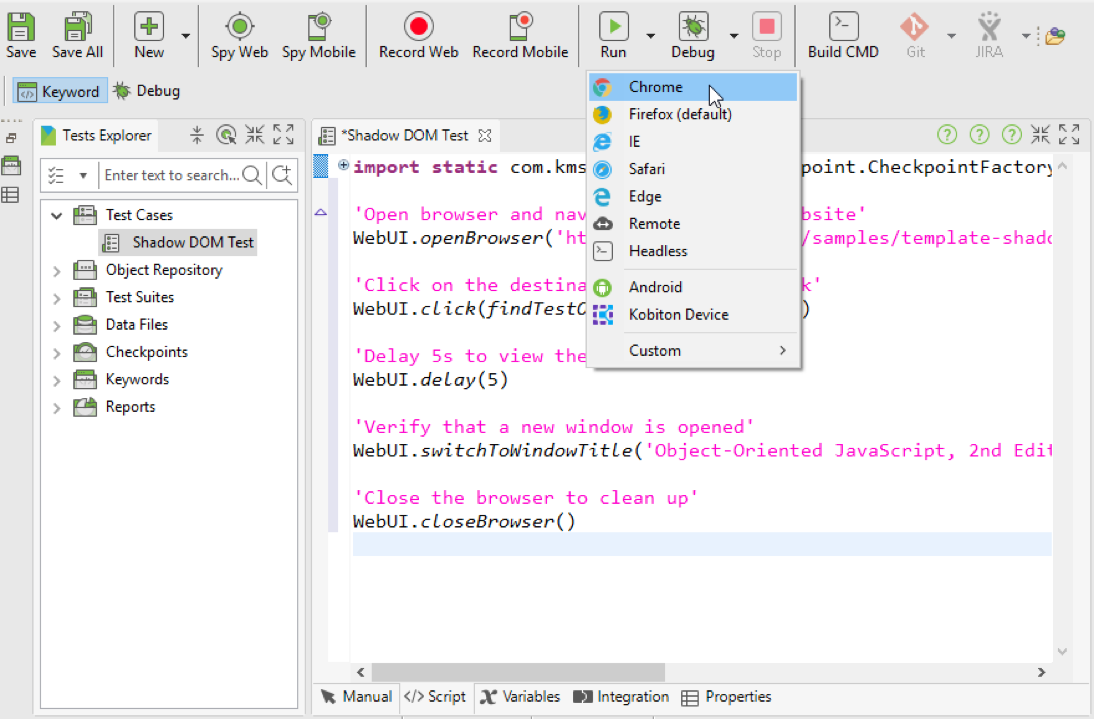 Save Save All New Spy Web Spy Mobile Record Web Record Mobile Run Debug Stop Build CMD Git JIRA
Keyword Debug
Tests Explorer
Enter text to search...
Test Cases
Shadow DOM Test
Object Repository
Test Suites
Data Files
Checkpoints
Keywords
Reports
*Shadow DOM Test
import static com.kms point.CheckpointFactory
'Open browser and nav bsite'
WebUI.openBrowser('ht /samples/template-shado
'Click on the destina k'
WebUI.click(findTestO )
'Delay 5s to view the
WebUI.delay(5)
'Verify that a new window is opened'
WebUI.switchToWindowTitle('Object-Oriented JavaScript, 2nd Edit
'Close the browser to clean up'
WebUI.closeBrowser()
Chrome
Firefox (default)
IE
Safari
Edge
Remote
Headless
Android
Kobiton Device
Custom
Manual Script Variables Integration Properties